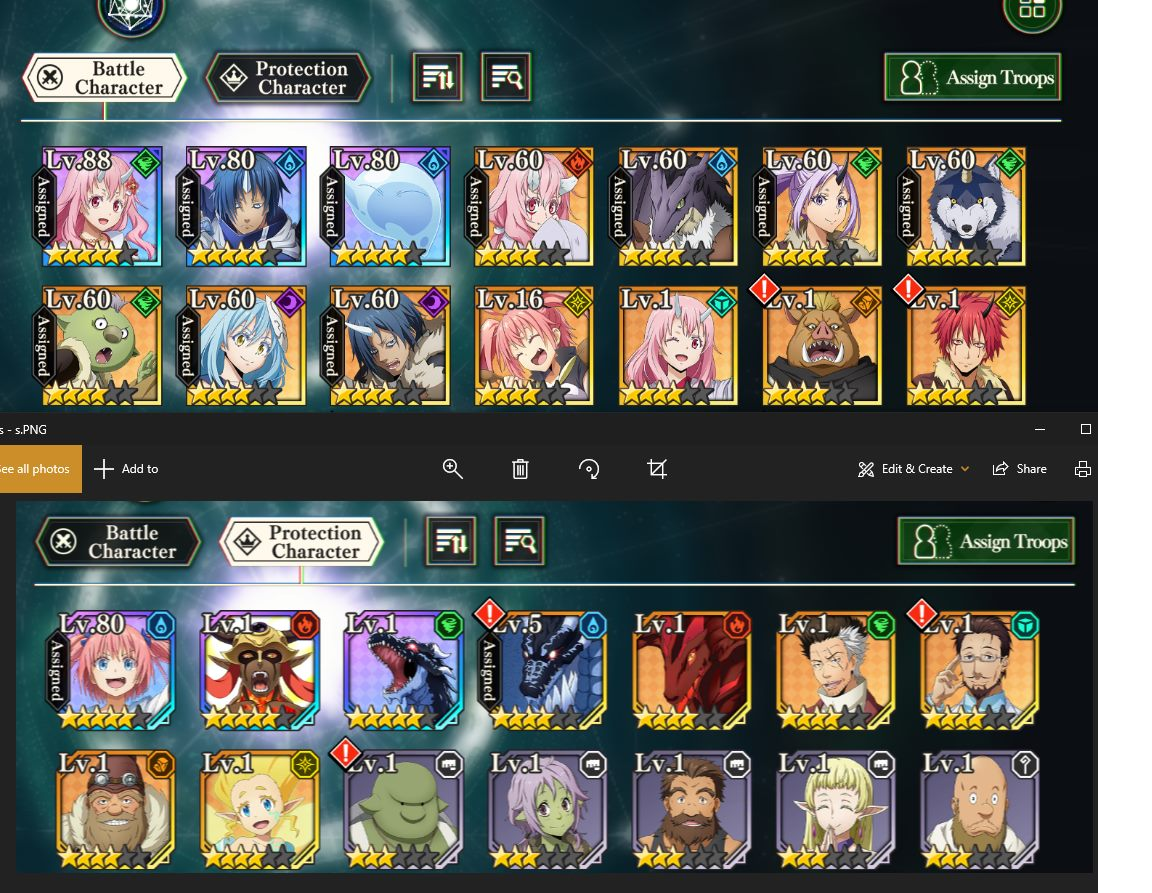 Battle
Character
Protection
Character
Assign Troops
Lv.88
Lv.80
Lv.80
Lv.60
Lv.60
Lv.60
Lv.60
Assigned
Assigned
Assigned
Assigned
Assigned
Assigned
Assigned
Lv.60
Lv.60
Lv.60
Lv.16
Lv.1
Lv.1
Lv.1
Assigned
Assigned
Assigned
s - s.PNG
See all photos
Add to
Edit & Create
Share
Battle
Character
Protection
Character
Assign Troops
Lv.80
Lv.1
Lv.1
Lv.5
Lv.1
Lv.1
Lv.1
Assigned
Assigned
Lv.1
Lv.1
Lv.1
Lv.1
Lv.1
Lv.1
Lv.1